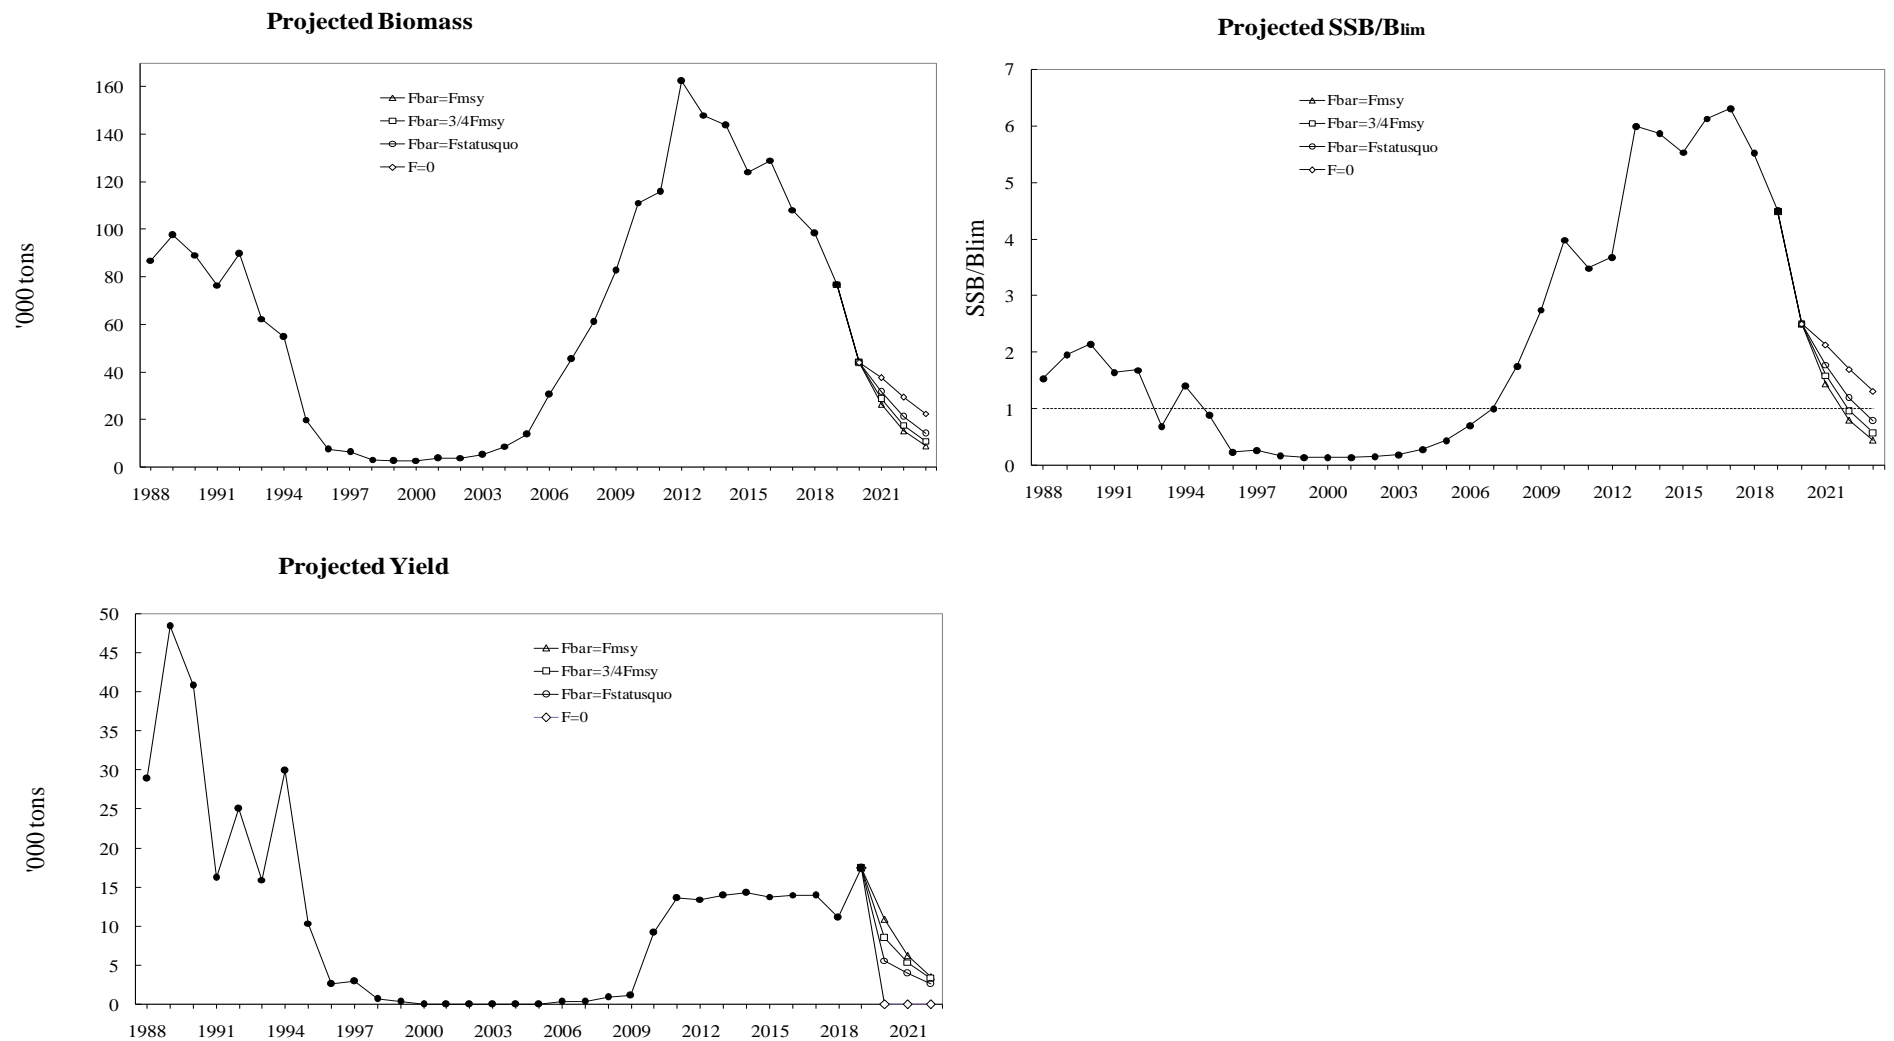 Projected Biomass
'000 tons
160
140
120
100
80
60
40
20
0
Fbar=Fmsy
Fbar=3/4Fmsy
Fbar=Fstatusquo
F=0
1988 1991 1994 1997 2000 2003 2006 2009 2012 2015 2018 2021
Projected SSB/Blim
SSB/Blim
7
6
5
4
3
2
1
0
Fbar=Fmsy
Fbar=3/4Fmsy
Fbar=Fstatusquo
F=0
1988 1991 1994 1997 2000 2003 2006 2009 2012 2015 2018 2021
Projected Yield
'000 tons
50
45
40
35
30
25
20
15
10
5
0
Fbar=Fmsy
Fbar=3/4Fmsy
Fbar=Fstatusquo
F=0
1988 1991 1994 1997 2000 2003 2006 2009 2012 2015 2018 2021